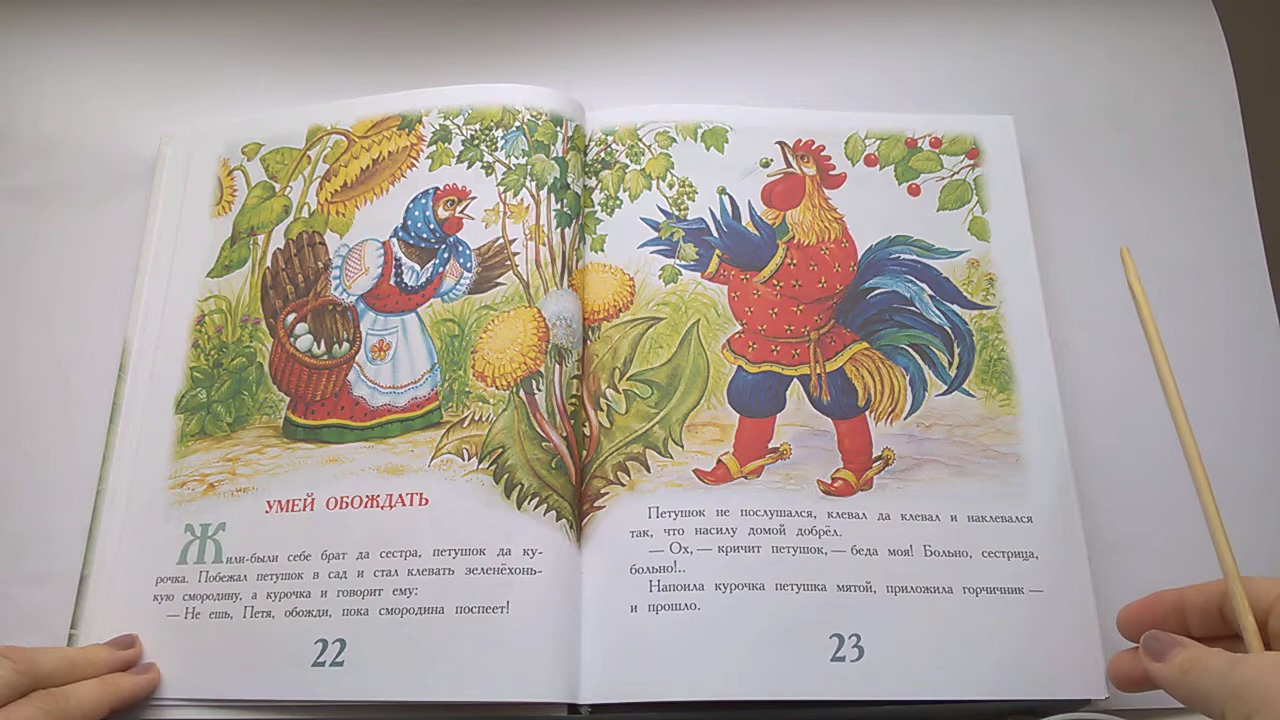 УМЕЙ ОБОЖДАТЬ
Жили-были себе брат да сестра, петушок да ку-
рочка. Побежал петушок в сад и стал клевать зеленёхонь-
кую смородину, а курочка и говорит ему:
— Не ешь, Петя, обожди, пока смородина поспеет!
22
Петушок не послушался, клевал да клевал и наклевался
так, что насилу домой добрёл.
— Ох, — кричит петушок, — беда моя! Больно, сестрица,
больно!..
Напоила курочка петушка мятой, приложила горчичник —
и прошло.
23